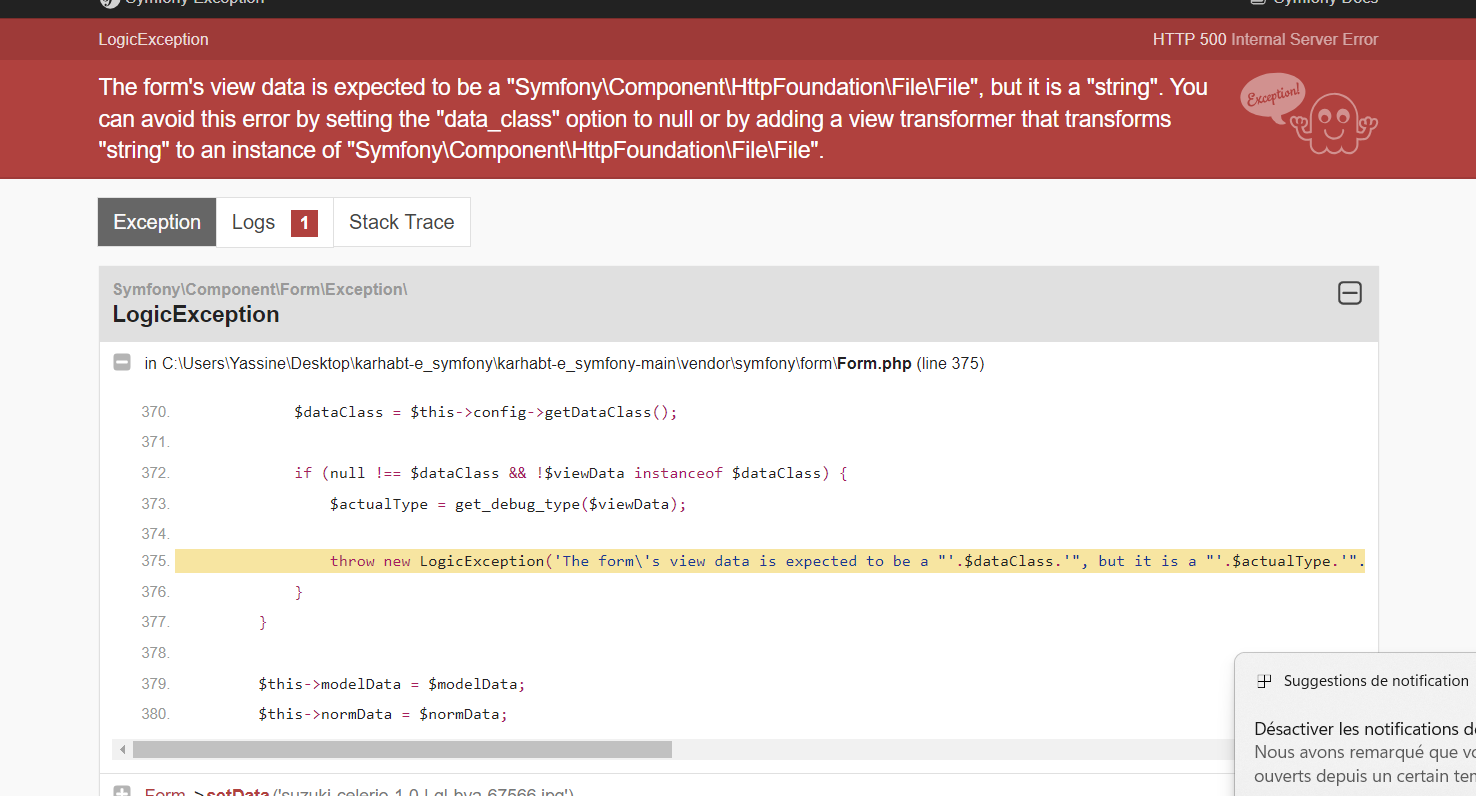 Symfony Exception
Symfony Docs
LogicException
HTTP 500 Internal Server Error
The form's view data is expected to be a "Symfony\Component\HttpFoundation\File\File", but it is a "string". You
can avoid this error by setting the "data_class" option to null or by adding a view transformer that transforms
"string" to an instance of "Symfony\Component\HttpFoundation\File\File".
Exception!
Exception
Logs 1
Stack Trace
Symfony\Component\Form\Exception\
LogicException
in C:\Users\Yassine\Desktop\karhabt-e_symfony\karhabt-e_symfony-main\vendor\symfony\form\Form.php (line 375)
370. $dataClass = $this->config->getDataClass();
371.
372. if (null !== $dataClass && !$viewData instanceof $dataClass) {
373. $actualType = get_debug_type($viewData);
374.
375. throw new LogicException('The form\'s view data is expected to be a "'.$dataClass.'", but it is a "'.$actualType.'".
376. }
377. }
378.
379. $this->modelData = $modelData;
380. $this->normData = $normData;
Form->setData('suzuki-celerio-1.0-l-gl-bva-67566.jpg')
Suggestions de notification
Désactiver les notifications de
Nous avons remarqué que vo
ouverts depuis un certain tem